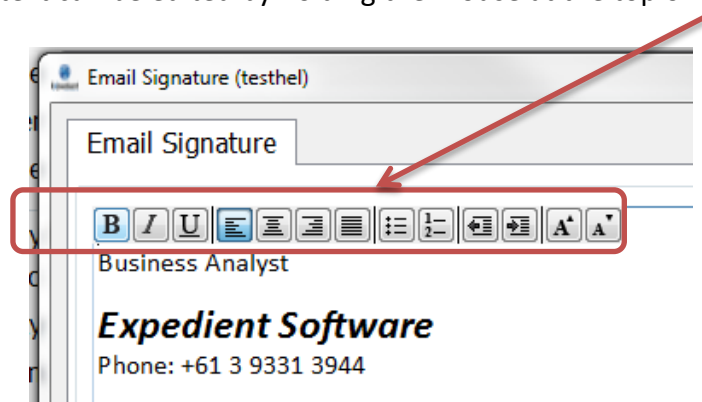 Email Signature (testhel)
Email Signature
B I U
Business Analyst
Expedient Software
Phone: +61 3 9331 3944